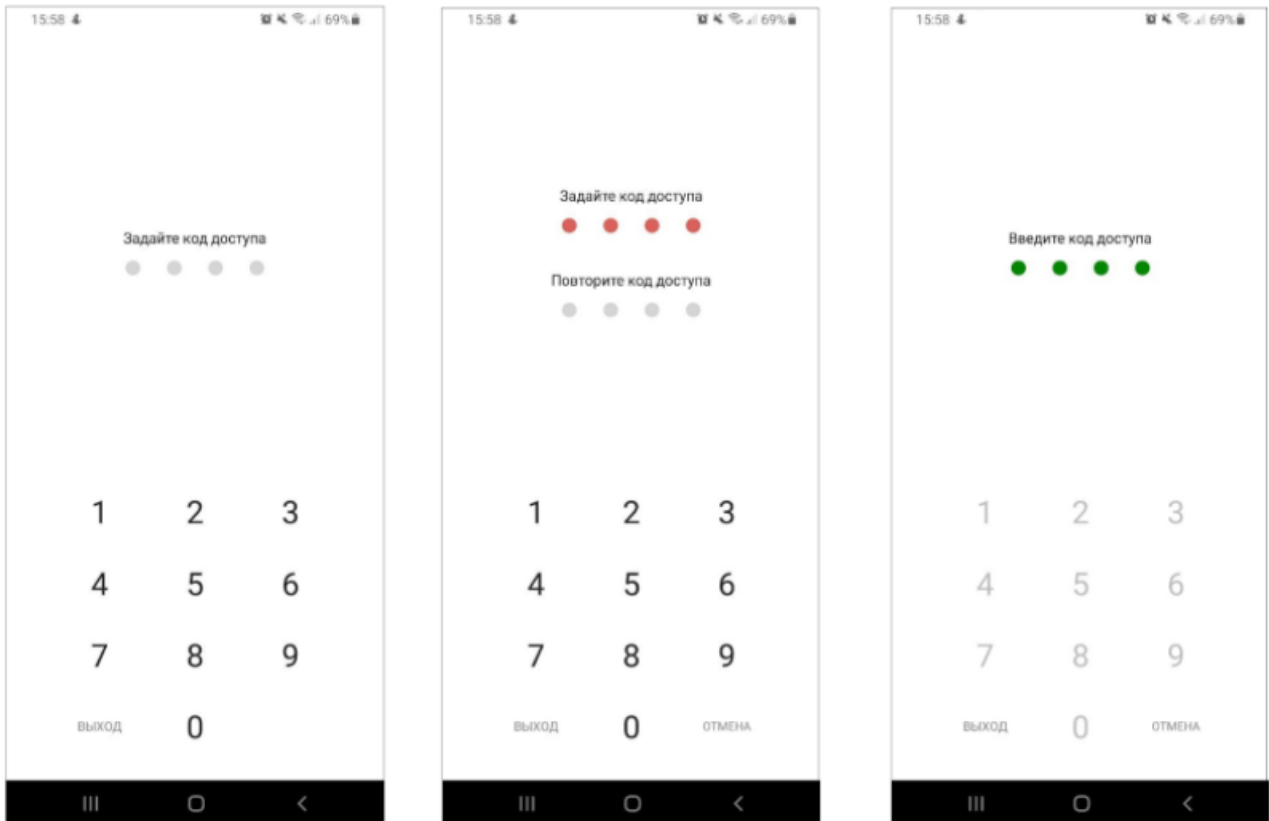 15:58 69%
Задайте код доступа
1 2 3
4 5 6
7 8 9
ВЫХОД 0
15:58 69%
Задайте код доступа
Повторите код доступа
1 2 3
4 5 6
7 8 9
ВЫХОД 0 ОТМЕНА
15:58 69%
Введите код доступа
1 2 3
4 5 6
7 8 9
ВЫХОД 0 ОТМЕНА